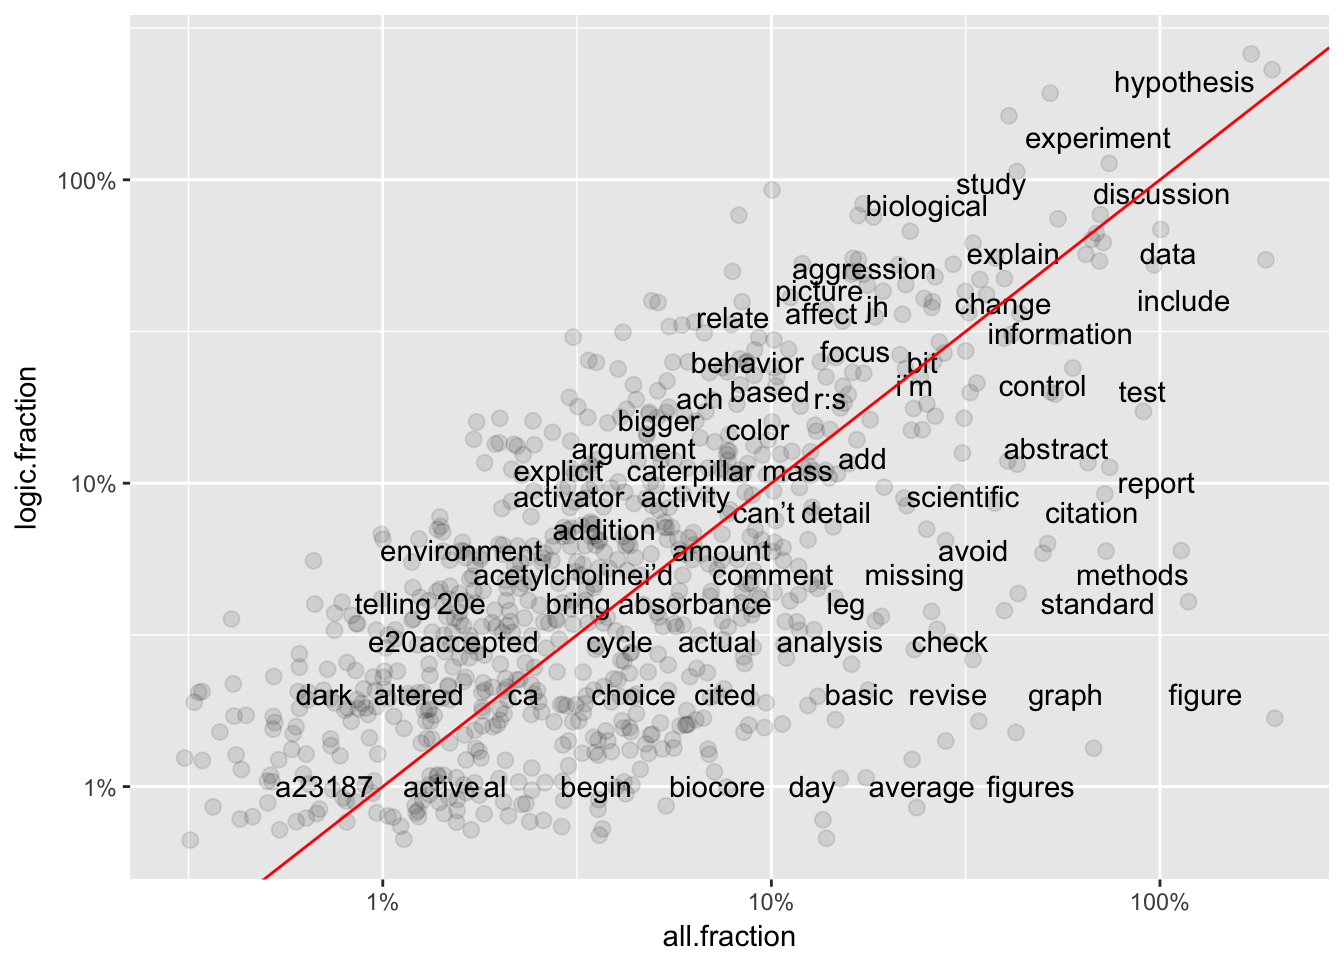 hypothesis
experiment
100%
study
discussion
biological
explain
data
aggression
picture
include
affect
jh
change
relate
information
focus
behavior
bit
i'm
control
test
ach
based
r:s
bigger
color
argument
abstract
add
explicit
caterpillar
mass
10%
report
activator
activity
scientific
can't
detail
citation
addition
environment
amount
avoid
acetylcholine
i'd
comment
missing
methods
telling
20e
bring
absorbance
leg
standard
e20
accepted
cycle
actual
analysis
check
dark
altered
ca
choice
cited
basic
revise
graph
figure
1%
a23187
active
al
begin
biocore
day
average
figures
logic.fraction
1%
10%
100%
all.fraction